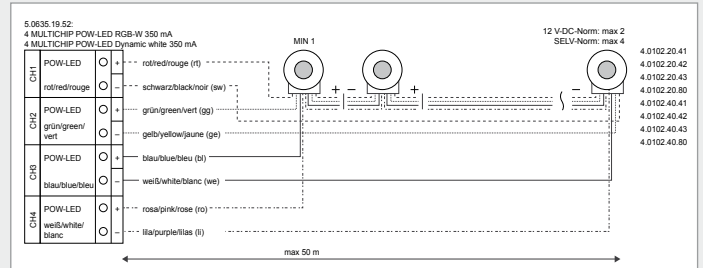 5.0635.19.52:
4 MULTICHIP POW-LED RGB-W 350 mA
4 MULTICHIP POW-LED Dynamic white 350 mA
MIN 1
12 V-DC-Norm: max 2
SELV-Norm: max 4
CH1
POW-LED
rot/red/rouge
+
–
rot/red/rouge (rt)
schwarz/black/noir (sw)
CH2
POW-LED
grün/green/
vert
+
–
grün/green/vert (gg)
gelb/yellow/jaune (ge)
CH3
POW-LED
blau/blue/bleu
+
–
blau/blue/bleu (bl)
weiß/white/blanc (we)
CH4
POW-LED
weiß/white/
blanc
+
–
rosa/pink/rose (ro)
lila/purple/lilas (li)
+ – + –
4.0102.20.41
4.0102.20.42
4.0102.20.43
4.0102.20.80
4.0102.40.41
4.0102.40.42
4.0102.40.43
4.0102.40.80
max 50 m